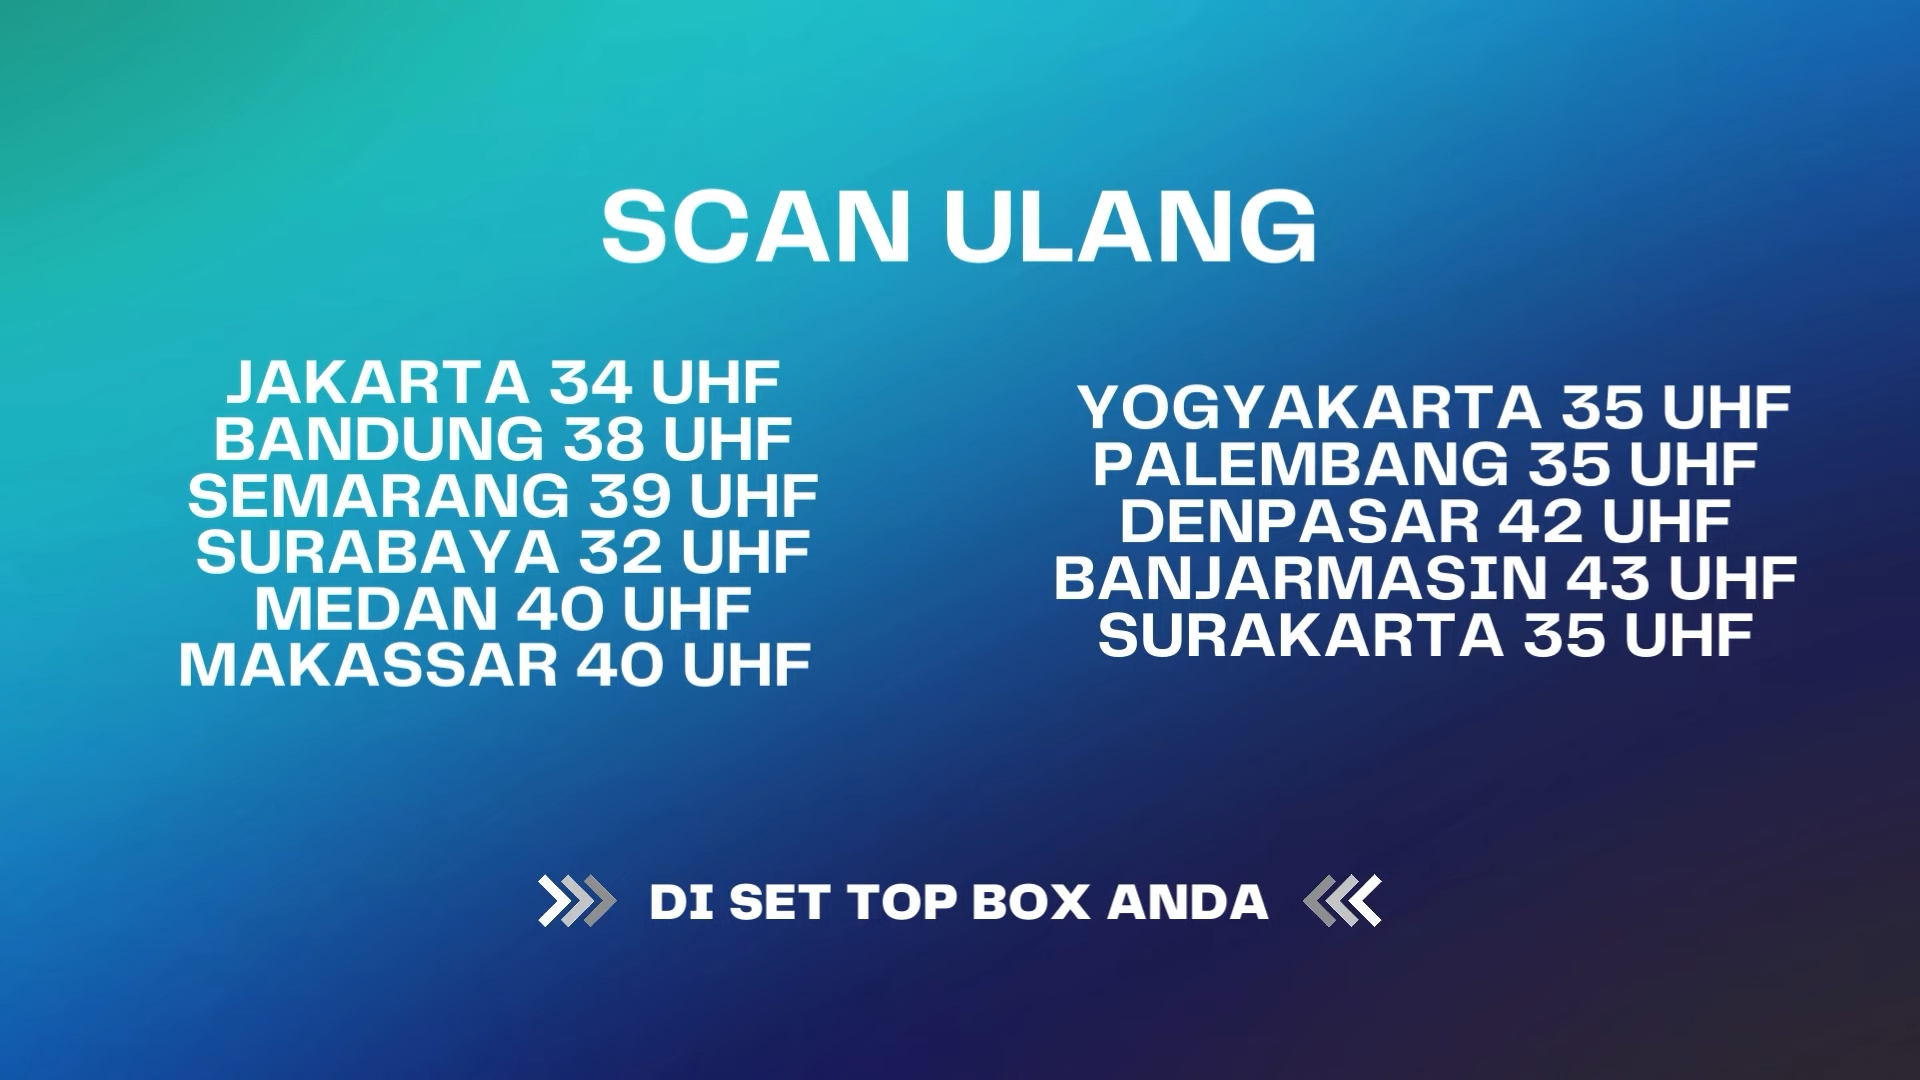 SCAN ULANG
JAKARTA 34 UHF
BANDUNG 38 UHF
SEMARANG 39 UHF
SURABAYA 32 UHF
MEDAN 40 UHF
MAKASSAR 40 UHF
YOGYAKARTA 35 UHF
PALEMBANG 35 UHF
DENPASAR 42 UHF
BANJARMASIN 43 UHF
SURAKARTA 35 UHF
DI SET TOP BOX ANDA